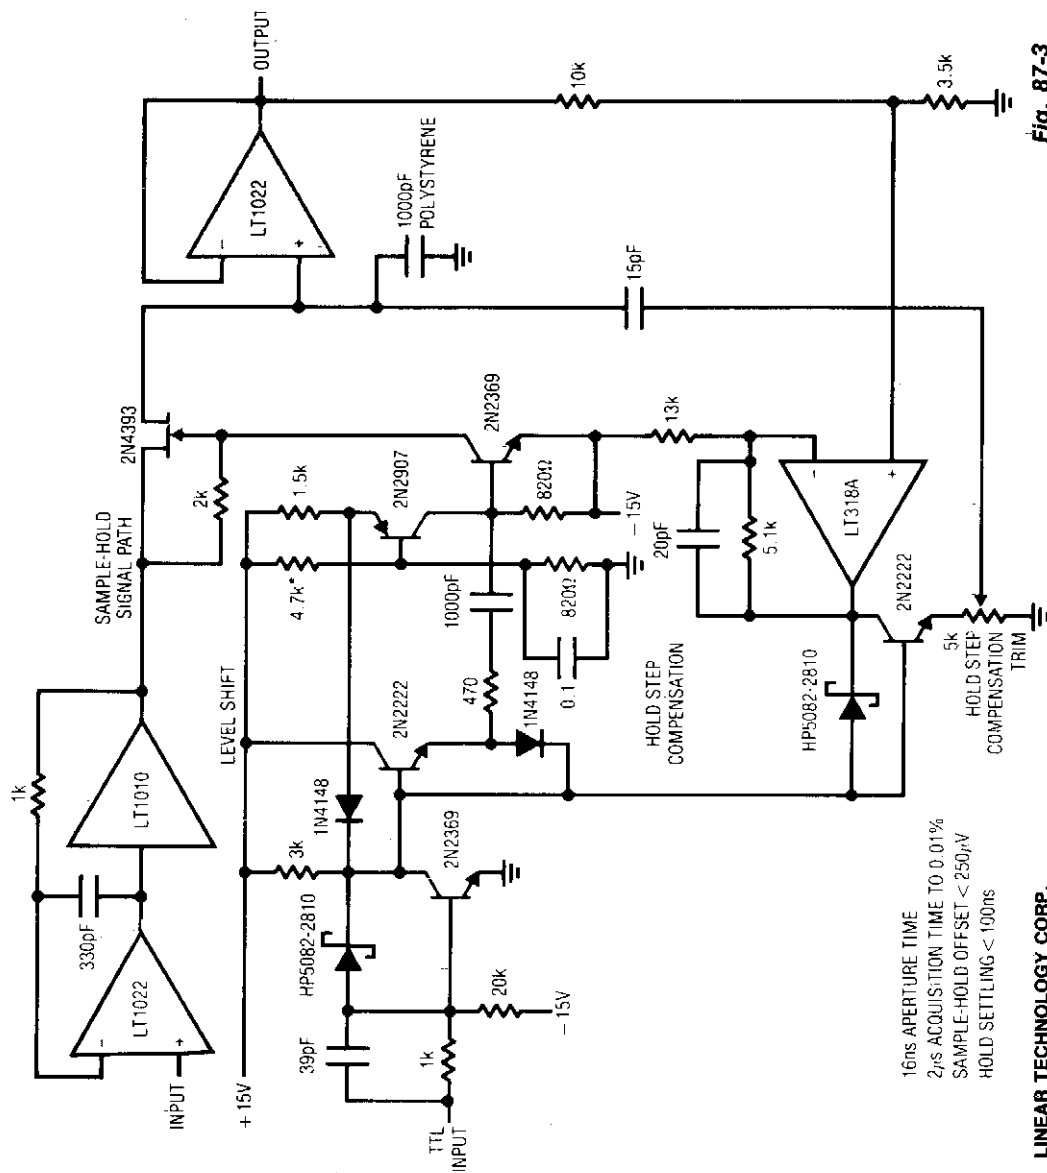 1k
330pF
LT1022
LT1010
−
+
INPUT
SAMPLE-HOLD
SIGNAL PATH
2N4393
2k
LT1022
−
+
OUTPUT
1000pF
POLYSTYRENE
10k
3.5k
15pF
+ 15V
LEVEL SHIFT
3k
1N4148
2N2222
4.7k*
1.5k
2N2907
2N2369
HP5082-2810
39pF
1k
TTL
INPUT
20k
−15V
2N2369
470
1N4148
1000pF
0.1
820Ω
820Ω
−15V
13k
HOLD STEP
COMPENSATION
20pF
5.1k
−
+
LT318A
HP5082-2810
2N2222
5k
HOLD STEP
COMPENSATION
TRIM
16ns APERTURE TIME
2μs ACQUISITION TIME TO 0.01%
SAMPLE-HOLD OFFSET < 250μV
HOLD SETTLING < 100ns
LINEAR TECHNOLOGY CORP.
Fig. 87-3